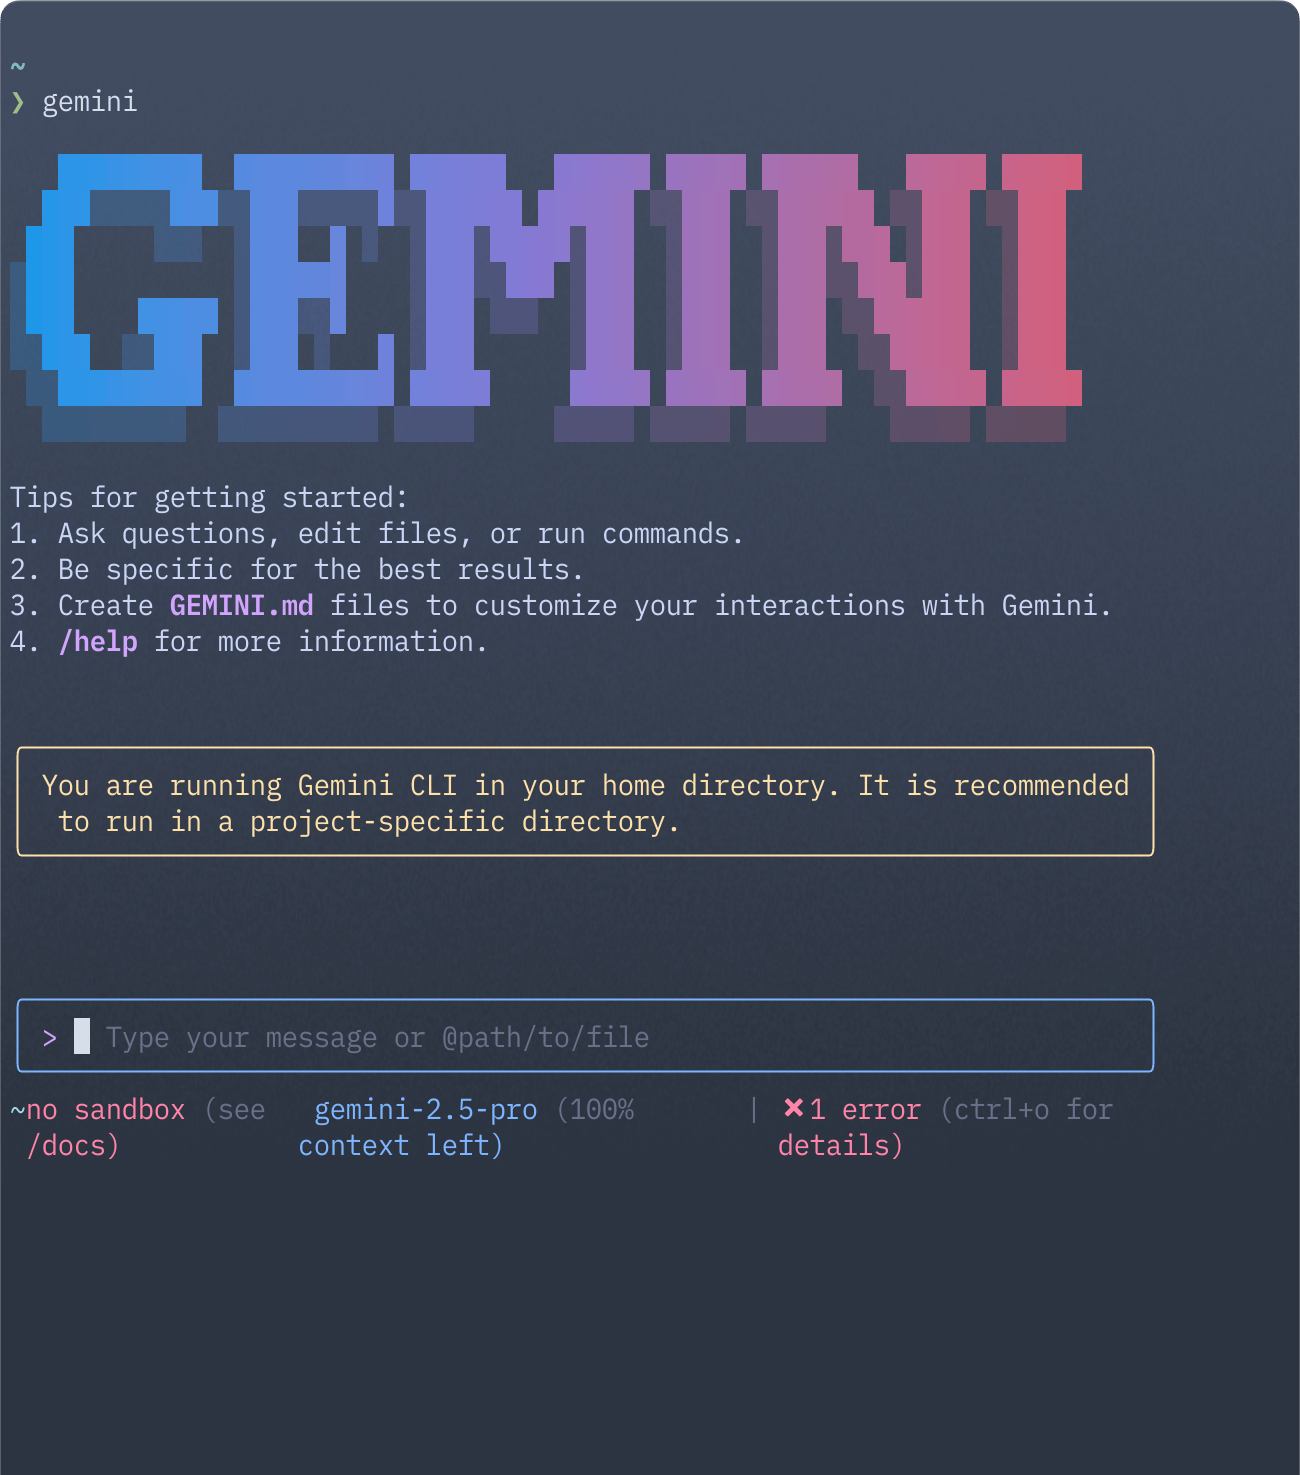 ~
❯ gemini
GEMINI
Tips for getting started:
1. Ask questions, edit files, or run commands.
2. Be specific for the best results.
3. Create GEMINI.md files to customize your interactions with Gemini.
4. /help for more information.
You are running Gemini CLI in your home directory. It is recommended
to run in a project-specific directory.
> Type your message or @path/to/file
~no sandbox (see gemini-2.5-pro (100% | ✖1 error (ctrl+o for
/docs) context left) details)